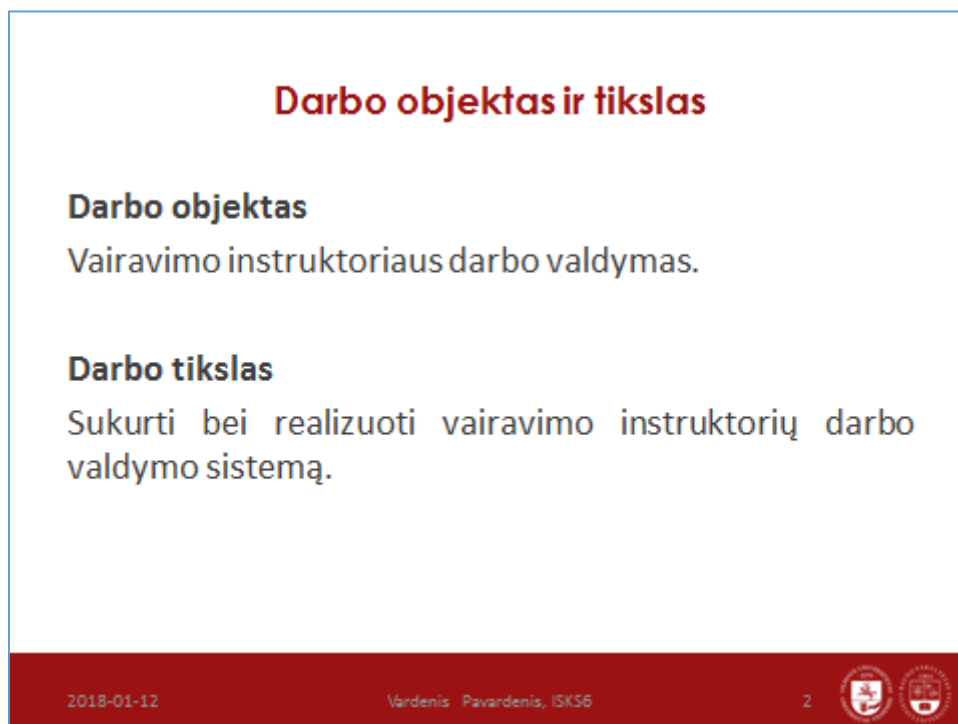 Darbo objektas ir tikslas
Darbo objektas
Vairavimo instruktoriaus darbo valdymas.
Darbo tikslas
Sukurti bei realizuoti vairavimo instruktorių darbo
valdymo sistemą.
2018-01-12 Vardenis Pavardenis, ISKS6 2